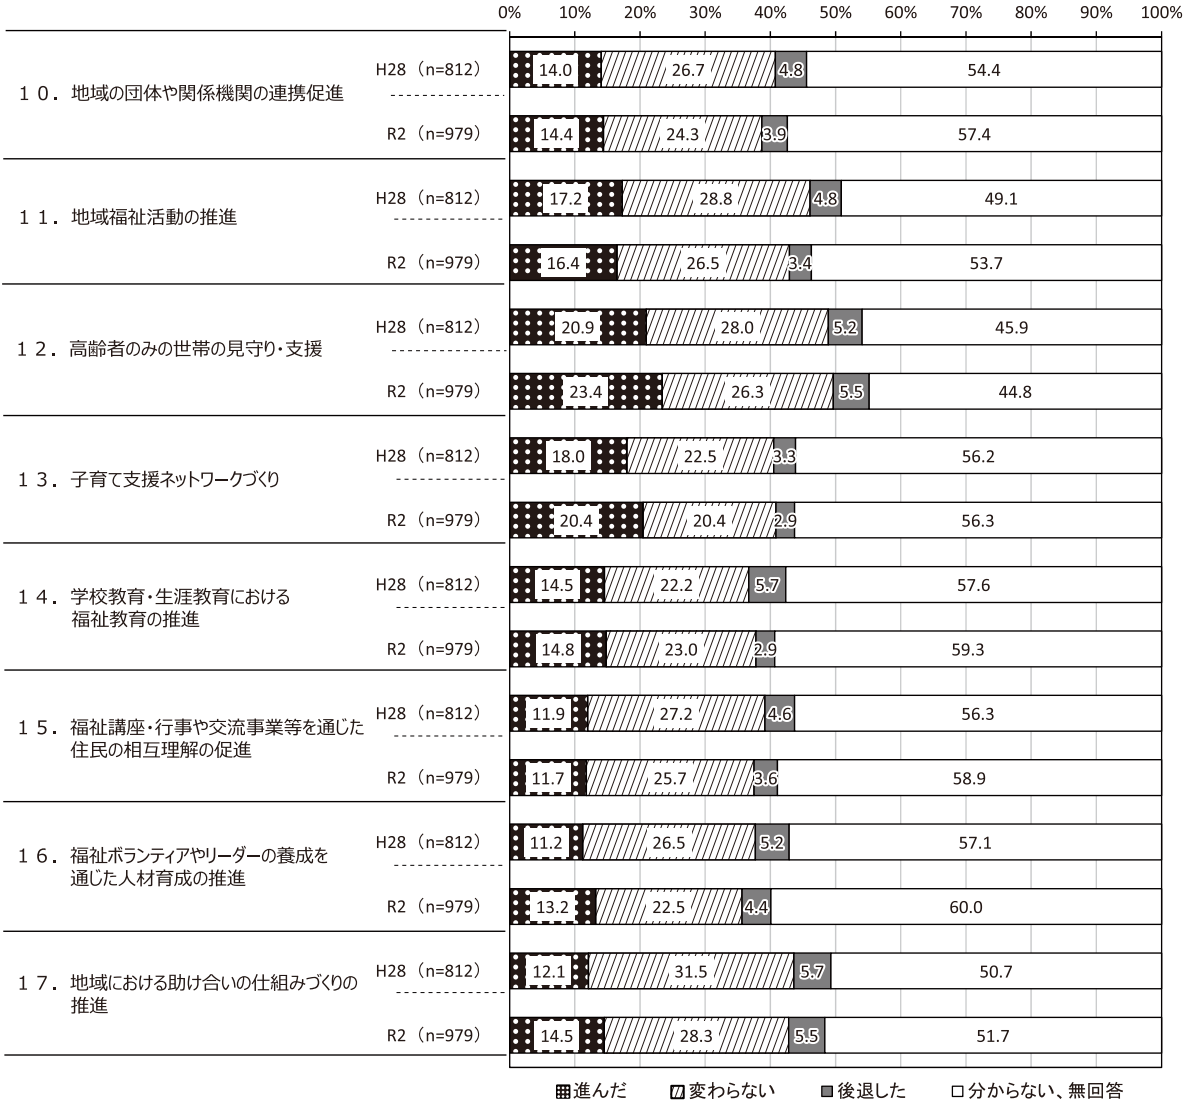 0% 10% 20% 30% 40% 50% 60% 70% 80% 90% 100%
10. 地域の団体や関係機関の連携促進
H28 (n=812) 14.0 26.7 4.8 54.4
R2 (n=979) 14.4 24.3 3.9 57.4
11. 地域福祉活動の推進
H28 (n=812) 17.2 28.8 4.8 49.1
R2 (n=979) 16.4 26.5 3.4 53.7
12. 高齢者のみの世帯の見守り・支援
H28 (n=812) 20.9 28.0 5.2 45.9
R2 (n=979) 23.4 26.3 5.5 44.8
13. 子育て支援ネットワークづくり
H28 (n=812) 18.0 22.5 3.3 56.2
R2 (n=979) 20.4 20.4 2.9 56.3
14. 学校教育・生涯教育における
福祉教育の推進
H28 (n=812) 14.5 22.2 5.7 57.6
R2 (n=979) 14.8 23.0 2.9 59.3
15. 福祉講座・行事や交流事業等を通じた
住民の相互理解の促進
H28 (n=812) 11.9 27.2 4.6 56.3
R2 (n=979) 11.7 25.7 3.6 58.9
16. 福祉ボランティアやリーダーの養成を
通じた人材育成の推進
H28 (n=812) 11.2 26.5 5.2 57.1
R2 (n=979) 13.2 22.5 4.4 60.0
17. 地域における助け合いの仕組みづくりの
推進
H28 (n=812) 12.1 31.5 5.7 50.7
R2 (n=979) 14.5 28.3 5.5 51.7
進んだ 変わらない 後退した 分からない、無回答